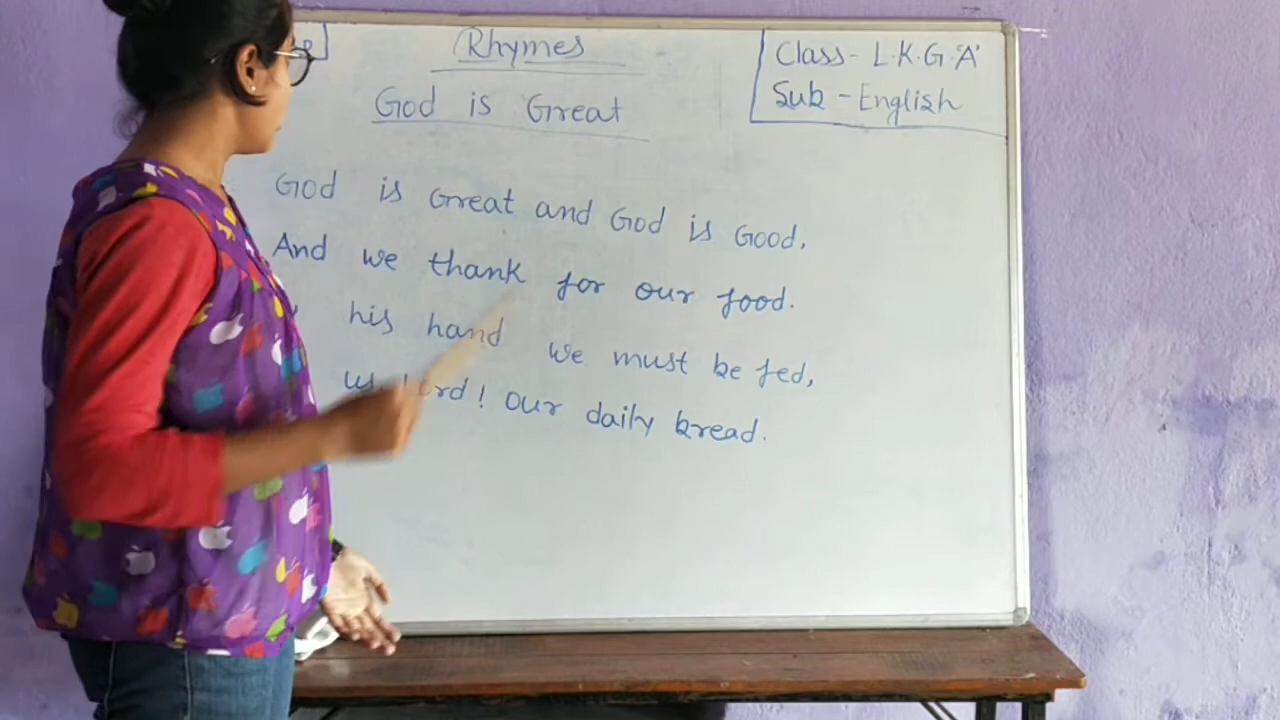 Rhymes
Class- L.K.G.'A'
Sub - English
God is Great
God is Great and God is Good,
And we thank for our food.
his hand we must be fed,
us Lord! Our daily bread.